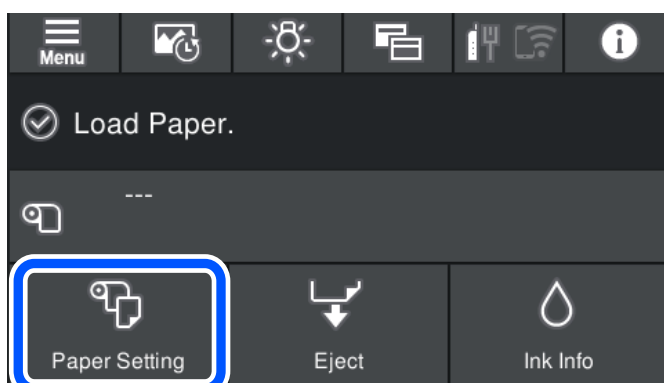 Menu
Load Paper.
---
Paper Setting
Eject
Ink Info